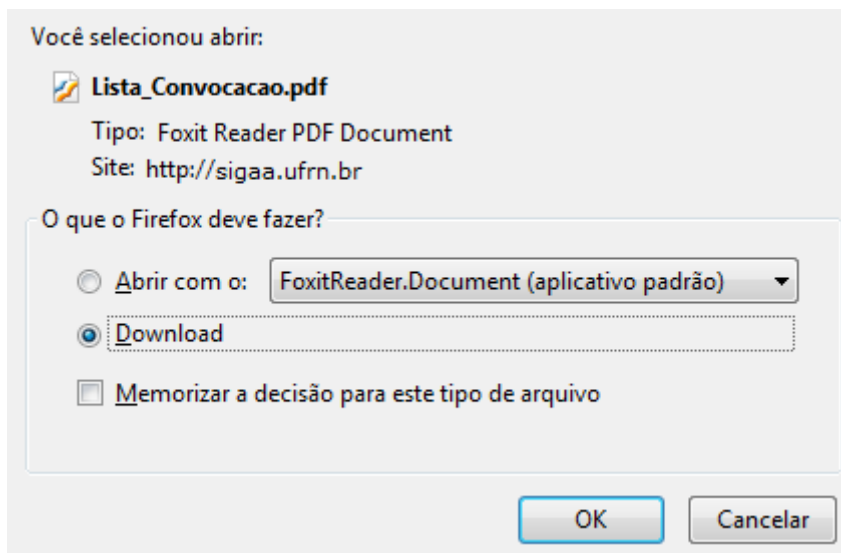 Você selecionou abrir:
Lista_Convocacao.pdf
Tipo: Foxit Reader PDF Document
Site: http://sigaa.ufrn.br
O que o Firefox deve fazer?
Abrir com o: FoxitReader.Document (aplicativo padrão)
Download
Memorizar a decisão para este tipo de arquivo
OK Cancelar